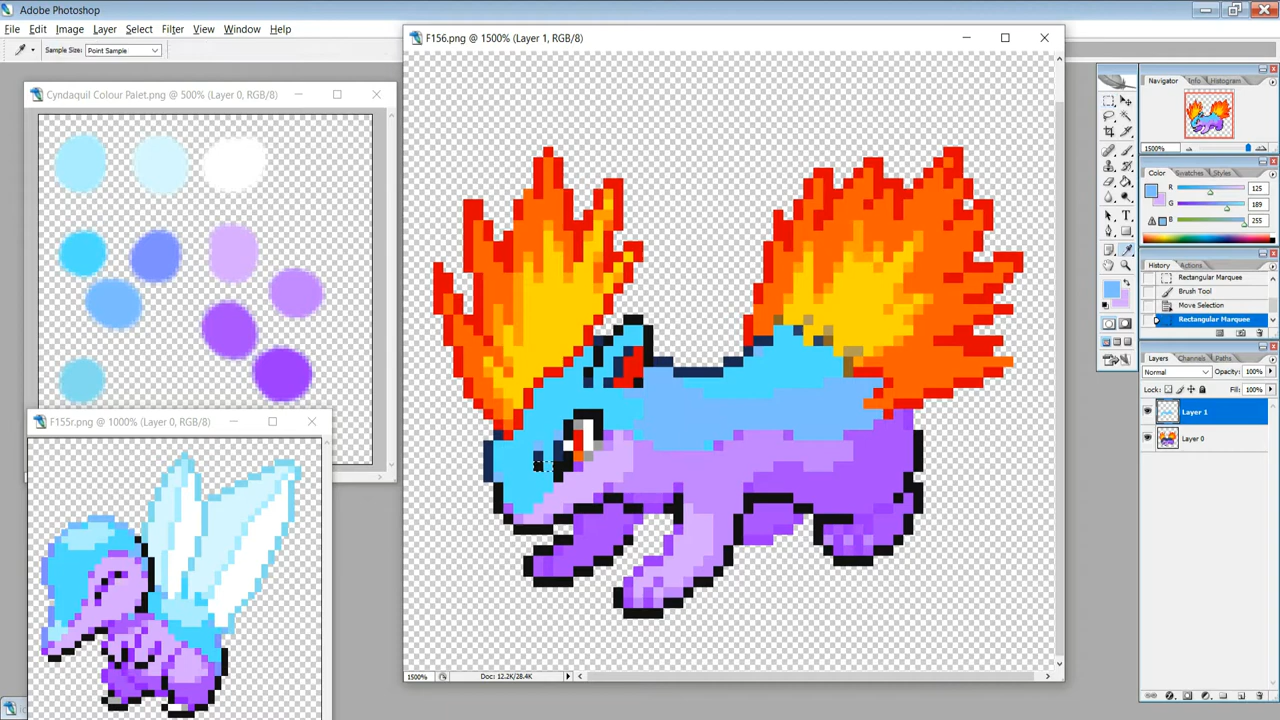 Adobe Photoshop
File Edit Image Layer Select Filter View Window Help
Sample Size: Point Sample
F156.png @ 1500% (Layer 1, RGB/8)
Cyndaquil Colour Palet.png @ 500% (Layer 0, RGB/8)
F155r.png @ 1000% (Layer 0, RGB/8)
1500% Doc: 12.2K/28.4K
Navigator Info Histogram
1500%
Color Swatches Styles
R 125
G 189
B 255
History Actions
Rectangular Marquee
Brush Tool
Move Selection
Rectangular Marquee
Layers Channels Paths
Normal Opacity: 100%
Lock: Fill: 100%
Layer 1
Layer 0